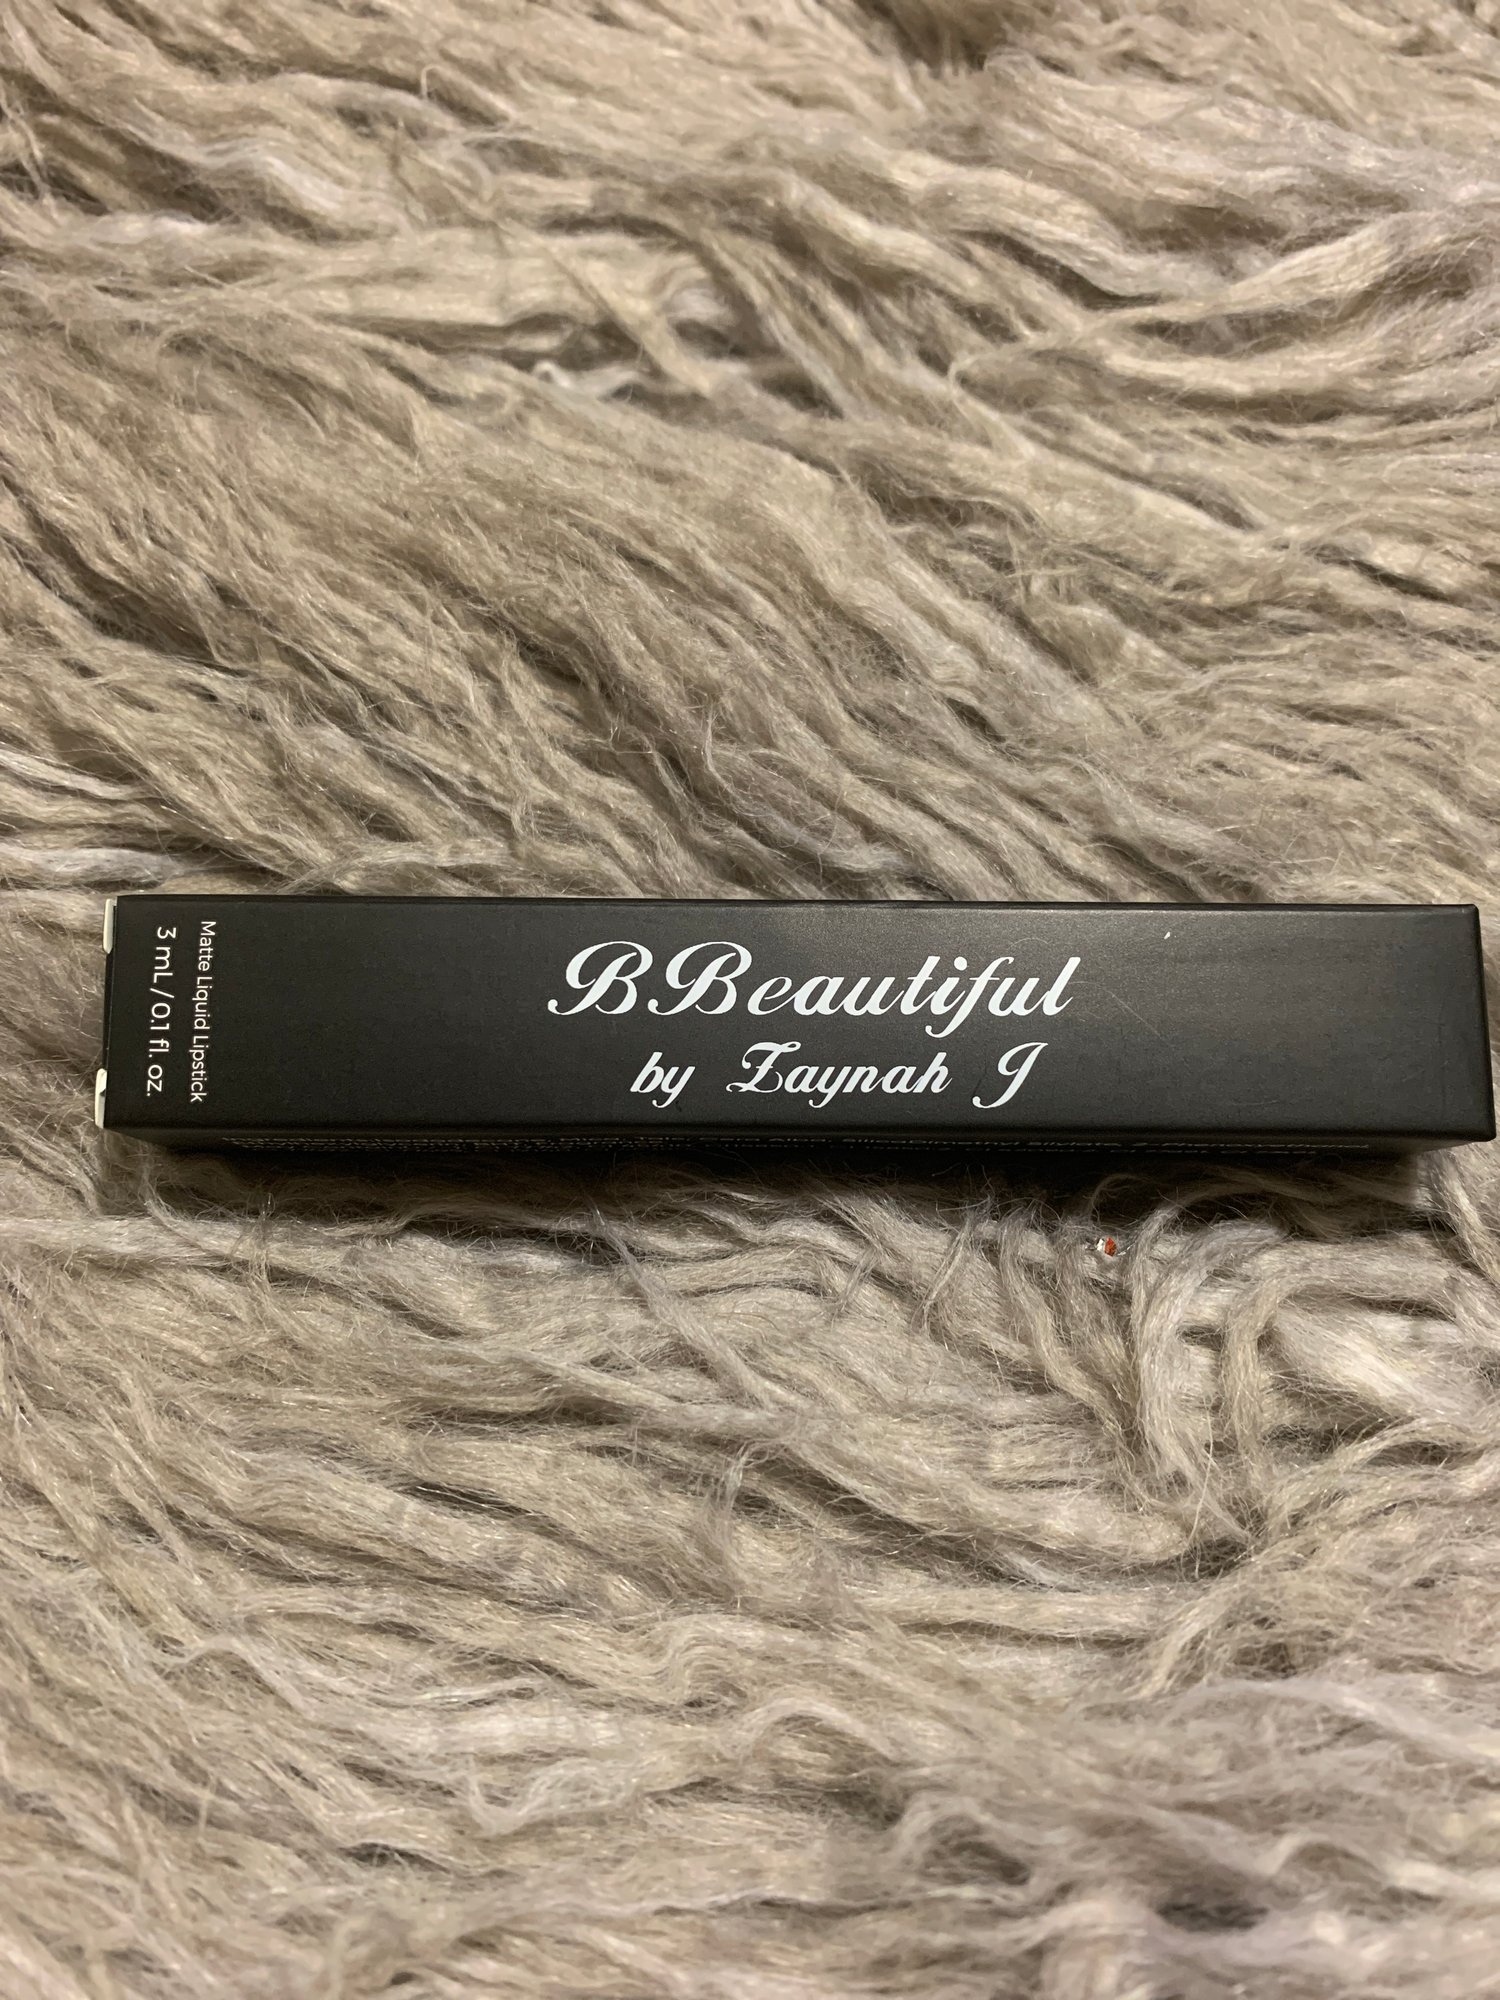 BBeautiful
by Zaynah J
Matte Liquid Lipstick
3 mL / 0.1 fl. oz.